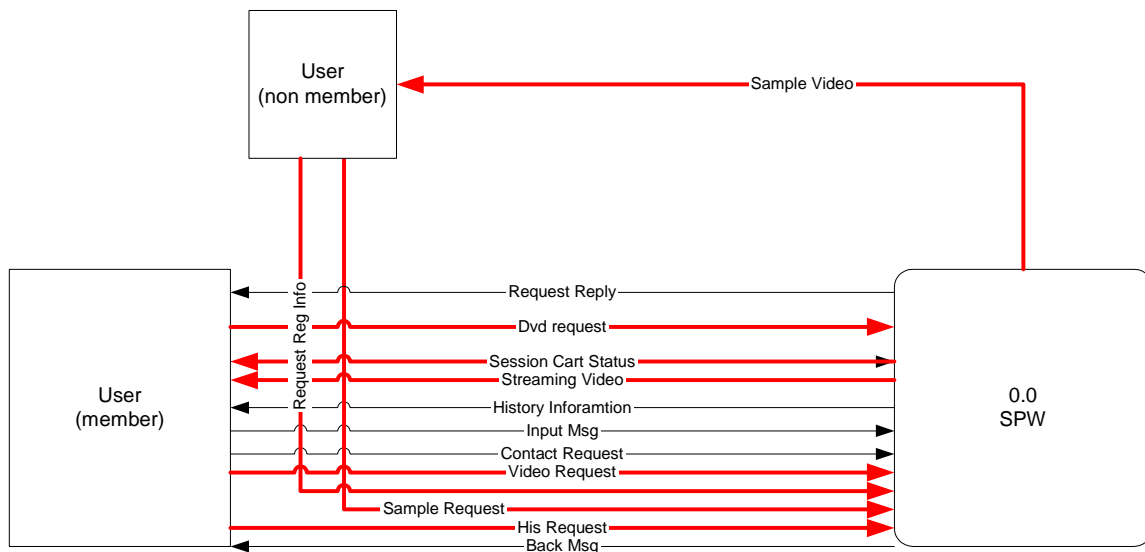 User
(non member)
Sample Video
Request Reg Info
Request Reply
Dvd request
Session Cart Status
Streaming Video
History Inforamtion
Input Msg
Contact Request
Video Request
Sample Request
His Request
Back Msg
User
(member)
0.0
SPW